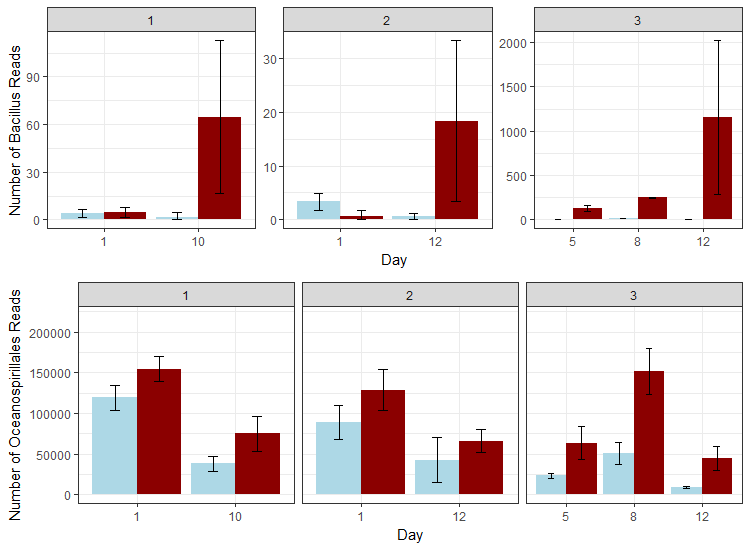 1 2 3
Number of Bacillus Reads
90
60
30
0
30
20
10
0
2000
1500
1000
500
0
1 10 1 12 5 8 12
Day
1 2 3
Number of Oceanospirillales Reads
200000
150000
100000
50000
0
1 10 1 12 5 8 12
Day